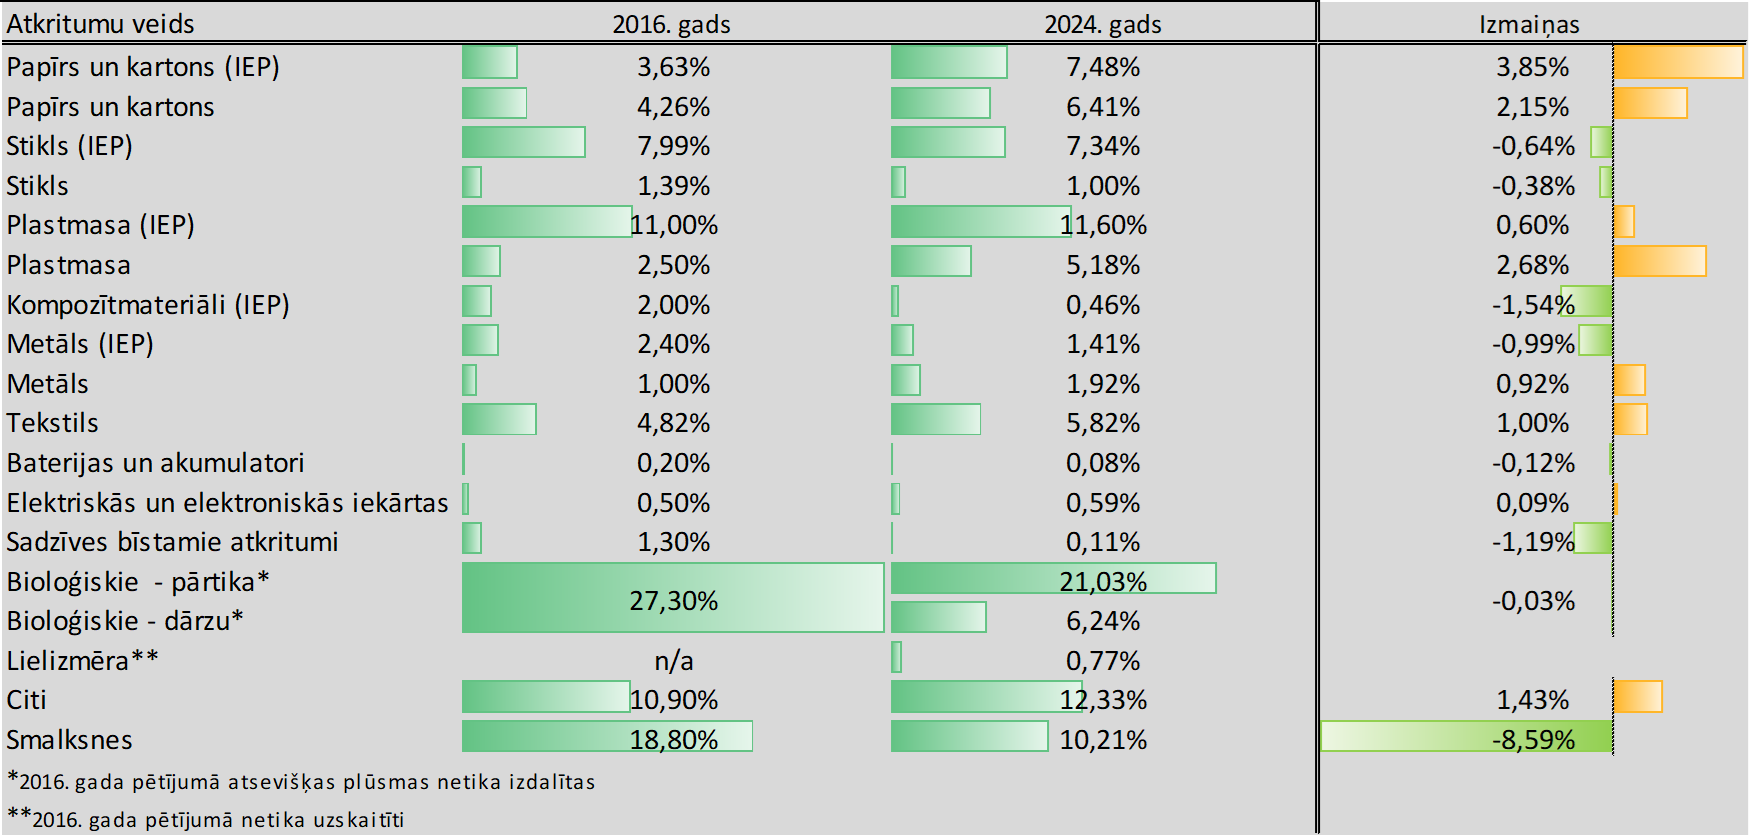 Atkritumu veids 2016. gads 2024. gads Izmaiņas
Papīrs un kartons (IEP) 3,63% 7,48% 3,85%
Papīrs un kartons 4,26% 6,41% 2,15%
Stikls (IEP) 7,99% 7,34% -0,64%
Stikls 1,39% 1,00% -0,38%
Plastmasa (IEP) 11,00% 11,60% 0,60%
Plastmasa 2,50% 5,18% 2,68%
Kompozītmateriāli (IEP) 2,00% 0,46% -1,54%
Metāls (IEP) 2,40% 1,41% -0,99%
Metāls 1,00% 1,92% 0,92%
Tekstils 4,82% 5,82% 1,00%
Baterijas un akumulatori 0,20% 0,08% -0,12%
Elektriskās un elektroniskās iekārtas 0,50% 0,59% 0,09%
Sadzīves bīstamie atkritumi 1,30% 0,11% -1,19%
Bioloģiskie - pārtika* 21,03%
27,30% -0,03%
Bioloģiskie - dārzu* 6,24%
Lielizmēra** n/a 0,77%
Citi 10,90% 12,33% 1,43%
Smalksnes 18,80% 10,21% -8,59%
*2016. gada pētījumā atsevišķas plūsmas netika izdalītas
**2016. gada pētījumā netika uzskaitīti